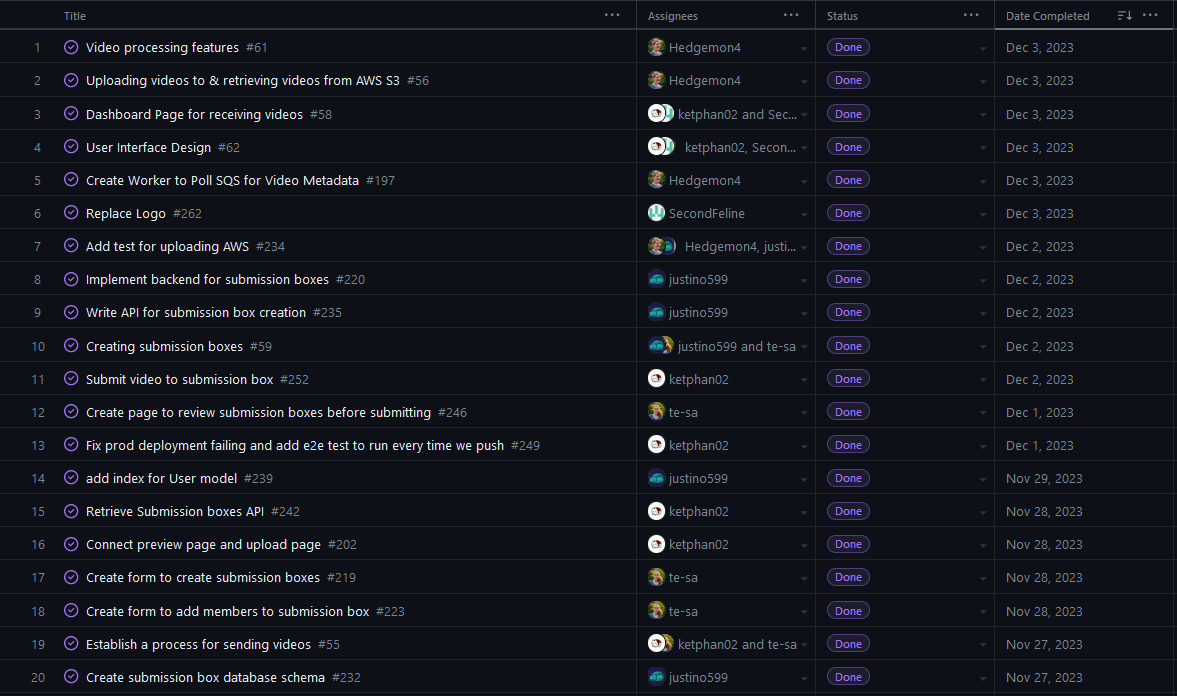 Title ... Assignees ... Status ... Date Completed ...
1 Video processing features #61 Hedgemon4 Done Dec 3, 2023
2 Uploading videos to & retrieving videos from AWS S3 #56 Hedgemon4 Done Dec 3, 2023
3 Dashboard Page for receiving videos #58 ketphan02 and Sec... Done Dec 3, 2023
4 User Interface Design #62 ketphan02, Secon... Done Dec 3, 2023
5 Create Worker to Poll SQS for Video Metadata #197 Hedgemon4 Done Dec 3, 2023
6 Replace Logo #262 SecondFeline Done Dec 3, 2023
7 Add test for uploading AWS #234 Hedgemon4, justi... Done Dec 2, 2023
8 Implement backend for submission boxes #220 justino599 Done Dec 2, 2023
9 Write API for submission box creation #235 justino599 Done Dec 2, 2023
10 Creating submission boxes #59 justino599 and te-sa Done Dec 2, 2023
11 Submit video to submission box #252 ketphan02 Done Dec 2, 2023
12 Create page to review submission boxes before submitting #246 te-sa Done Dec 1, 2023
13 Fix prod deployment failing and add e2e test to run every time we push #249 ketphan02 Done Dec 1, 2023
14 add index for User model #239 justino599 Done Nov 29, 2023
15 Retrieve Submission boxes API #242 ketphan02 Done Nov 28, 2023
16 Connect preview page and upload page #202 ketphan02 Done Nov 28, 2023
17 Create form to create submission boxes #219 te-sa Done Nov 28, 2023
18 Create form to add members to submission box #223 te-sa Done Nov 28, 2023
19 Establish a process for sending videos #55 ketphan02 and te-sa Done Nov 27, 2023
20 Create submission box database schema #232 justino599 Done Nov 27, 2023